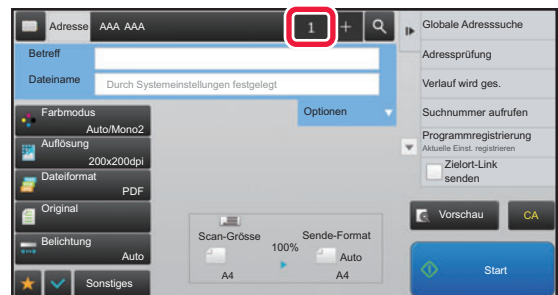 Adresse AAA AAA 1 +
Betreff
Dateiname Durch Systemeinstellungen festgelegt
Optionen
Farbmodus
Auto/Mono2
Auflösung
200x200dpi
Dateiformat
PDF
Original
Belichtung
Auto
Sonstiges
Scan-Grösse
A4
100%
Sende-Format
Auto
A4
Globale Adresssuche
Adressprüfung
Verlauf wird ges.
Suchnummer aufrufen
Programmregistrierung
Aktuelle Einst. registrieren
Zielort-Link
senden
Vorschau
CA
Start